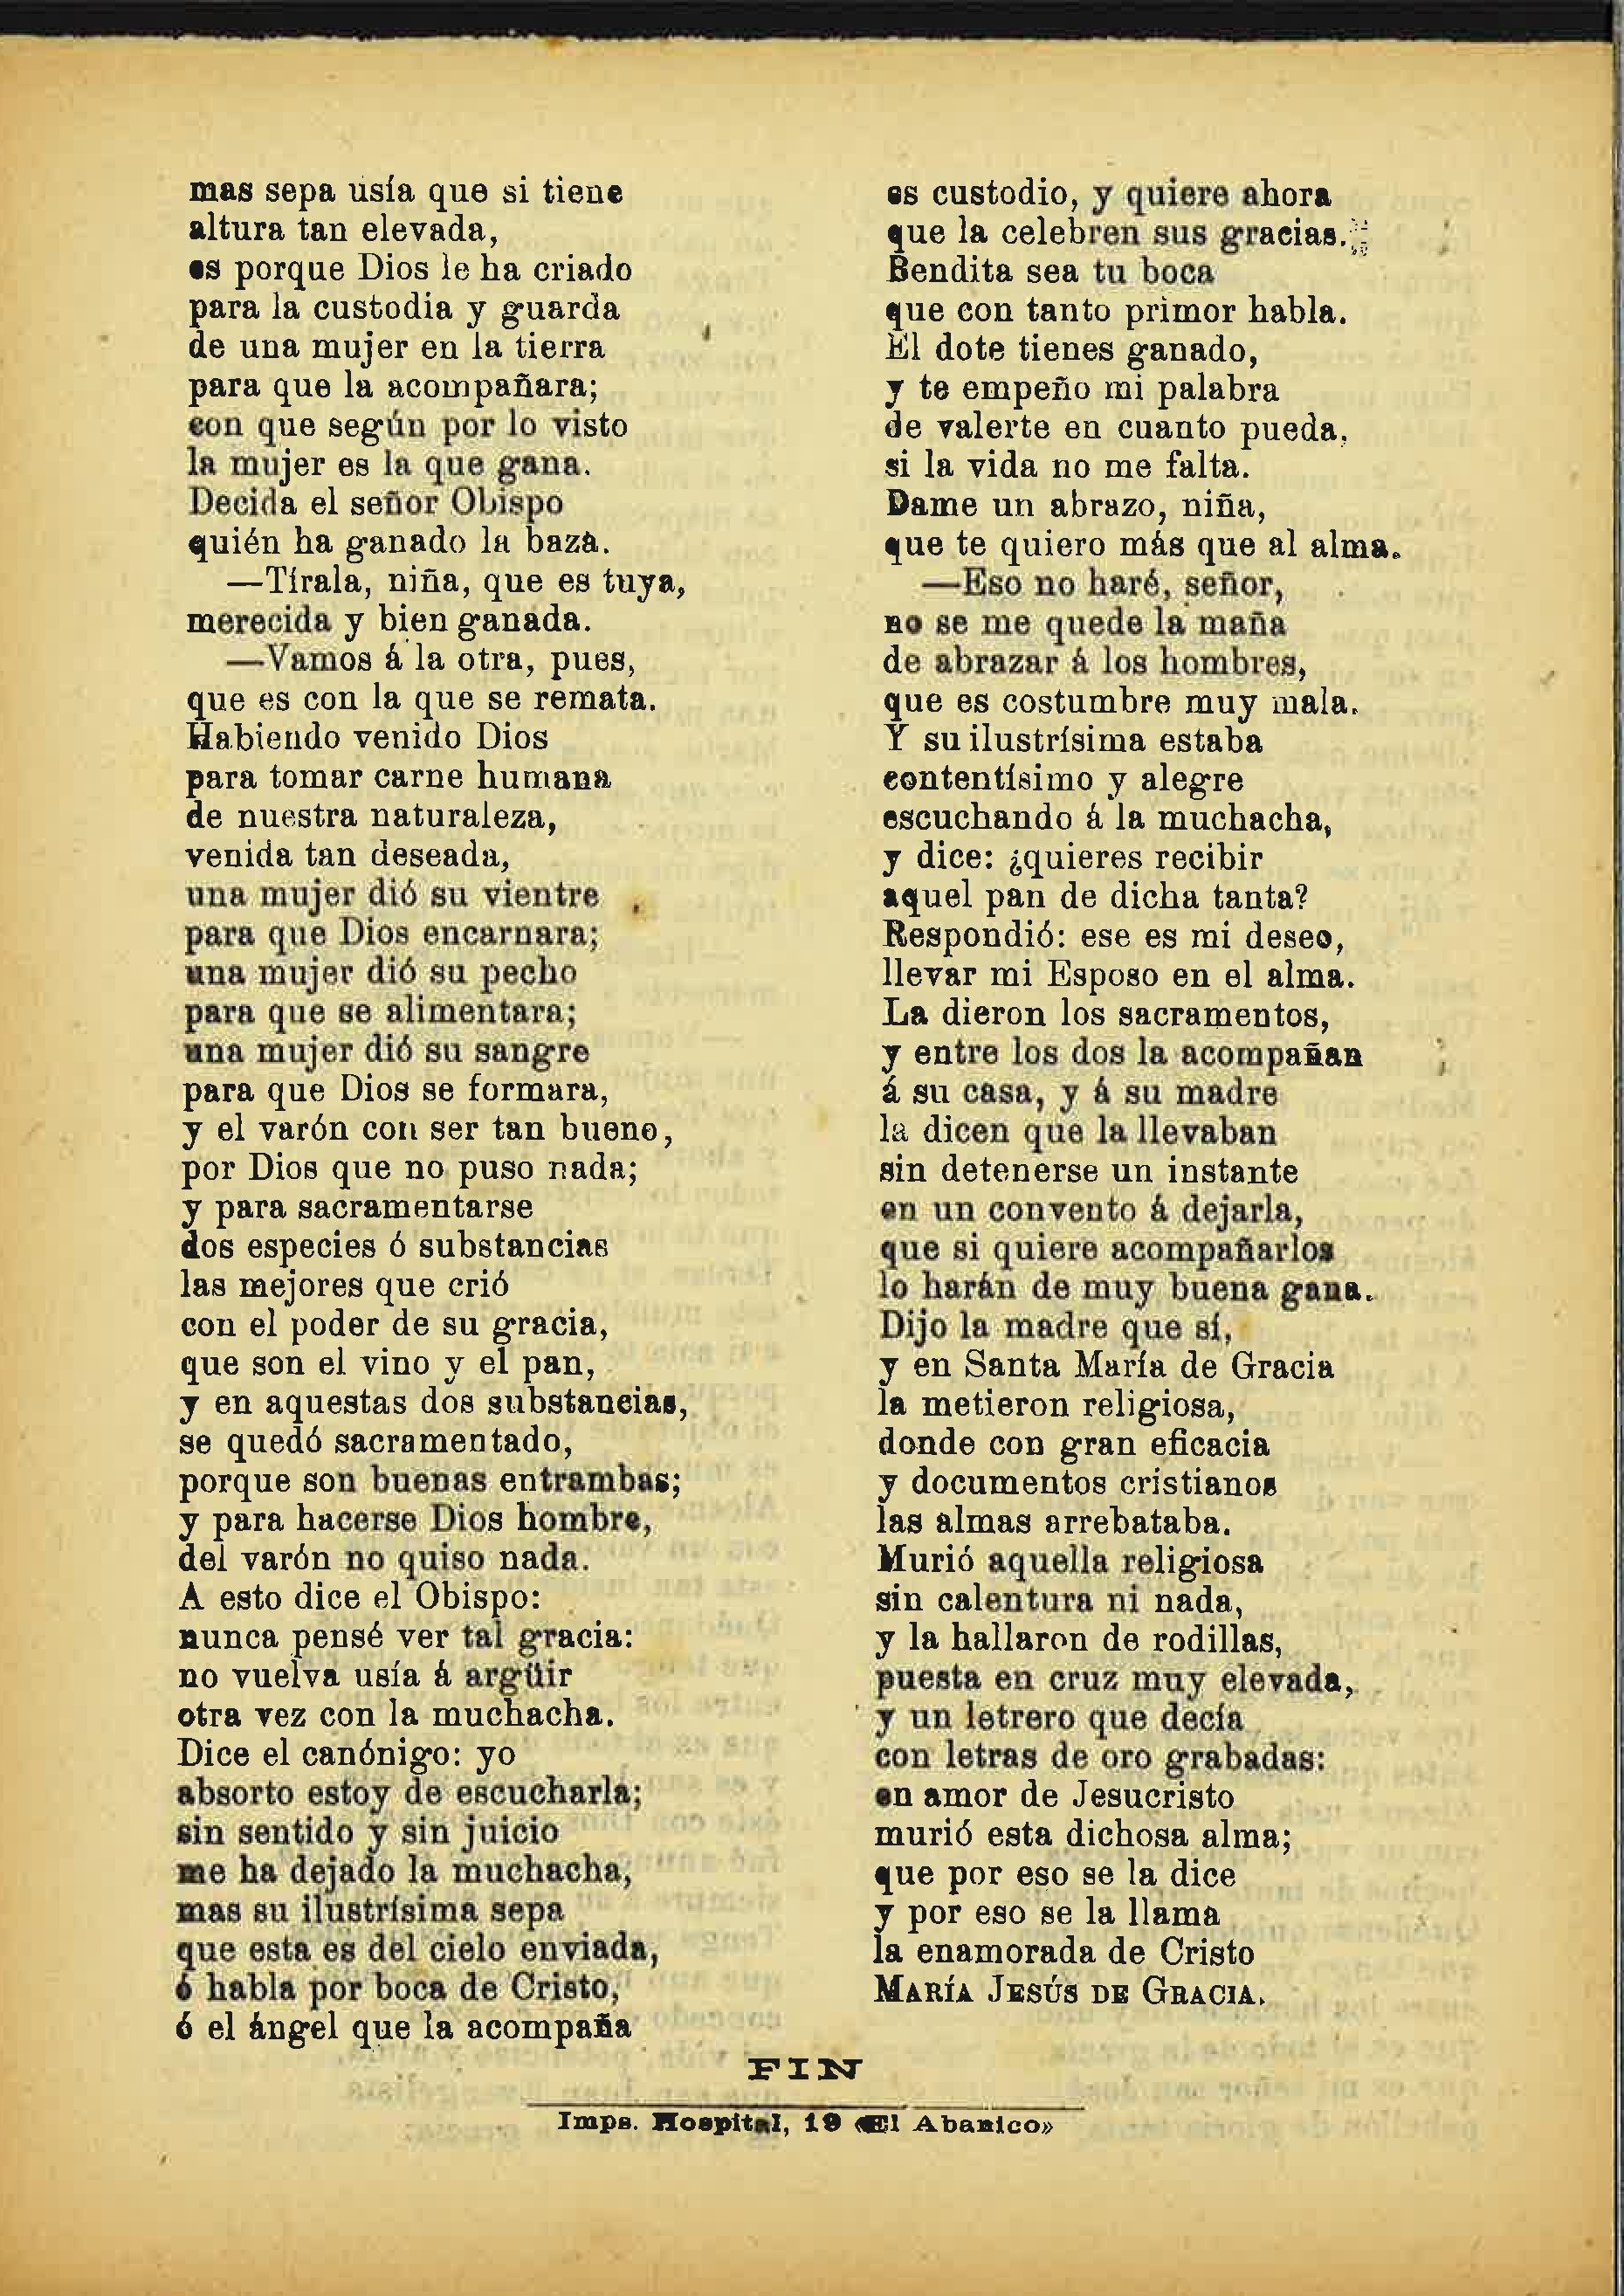 mas sepa usía que si tiene
altura tan elevada,
es porque Dios le ha criado
para la custodia y guarda
de una mujer en la tierra
para que la acompañara;
con que según por lo visto
la mujer es la que gana.
Decida el señor Obispo
quién ha ganado la baza.
—Tírala, niña, que es tuya,
merecida y bien ganada.
—Vamos á la otra, pues,
que es con la que se remata.
Habiendo venido Dios
para tomar carne humana
de nuestra naturaleza,
venida tan deseada,
una mujer dió su vientre
para que Dios encarnara;
una mujer dió su pecho
para que se alimentara;
una mujer dió su sangre
para que Dios se formara,
y el varón con ser tan bueno,
por Dios que no puso nada;
y para sacramentarse
dos especies ó substancias
las mejores que crió
con el poder de su gracia,
que son el vino y el pan,
y en aquestas dos substancias,
se quedó sacramentado,
porque son buenas entrambas;
y para hacerse Dios hombre,
del varón no quiso nada.
A esto dice el Obispo:
nunca pensé ver tal gracia:
no vuelva usía á argüir
otra vez con la muchacha.
Dice el canónigo: yo
absorto estoy de escucharla;
sin sentido y sin juicio
me ha dejado la muchacha,
mas su ilustrísima sepa
que esta es del cielo enviada,
ó habla por boca de Cristo,
ó el ángel que la acompaña
es custodio, y quiere ahora
que la celebren sus gracias.
Bendita sea tu boca
que con tanto primor habla.
El dote tienes ganado,
y te empeño mi palabra
de valerte en cuanto pueda,
si la vida no me falta.
Dame un abrazo, niña,
que te quiero más que al alma.
—Eso no haré, señor,
no se me quede la maña
de abrazar á los hombres,
que es costumbre muy mala.
Y su ilustrísima estaba
contentísimo y alegre
escuchando á la muchacha,
y dice: ¿quieres recibir
aquel pan de dicha tanta?
Respondió: ese es mi deseo,
llevar mi Esposo en el alma.
La dieron los sacramentos,
y entre los dos la acompañan
á su casa, y á su madre
la dicen que la llevaban
sin detenerse un instante
en un convento á dejarla,
que si quiere acompañarlos
lo harán de muy buena gana.
Dijo la madre que sí,
y en Santa María de Gracia
la metieron religiosa,
donde con gran eficacia
y documentos cristianos
las almas arrebataba.
Murió aquella religiosa
sin calentura ni nada,
y la hallaron de rodillas,
puesta en cruz muy elevada,
y un letrero que decía
con letras de oro grabadas:
en amor de Jesucristo
murió esta dichosa alma;
que por eso se la dice
y por eso se la llama
la enamorada de Cristo
MARÍA JESÚS DE GRACIA.
FIN
Imps. Hospital, 19 «El Abanico»